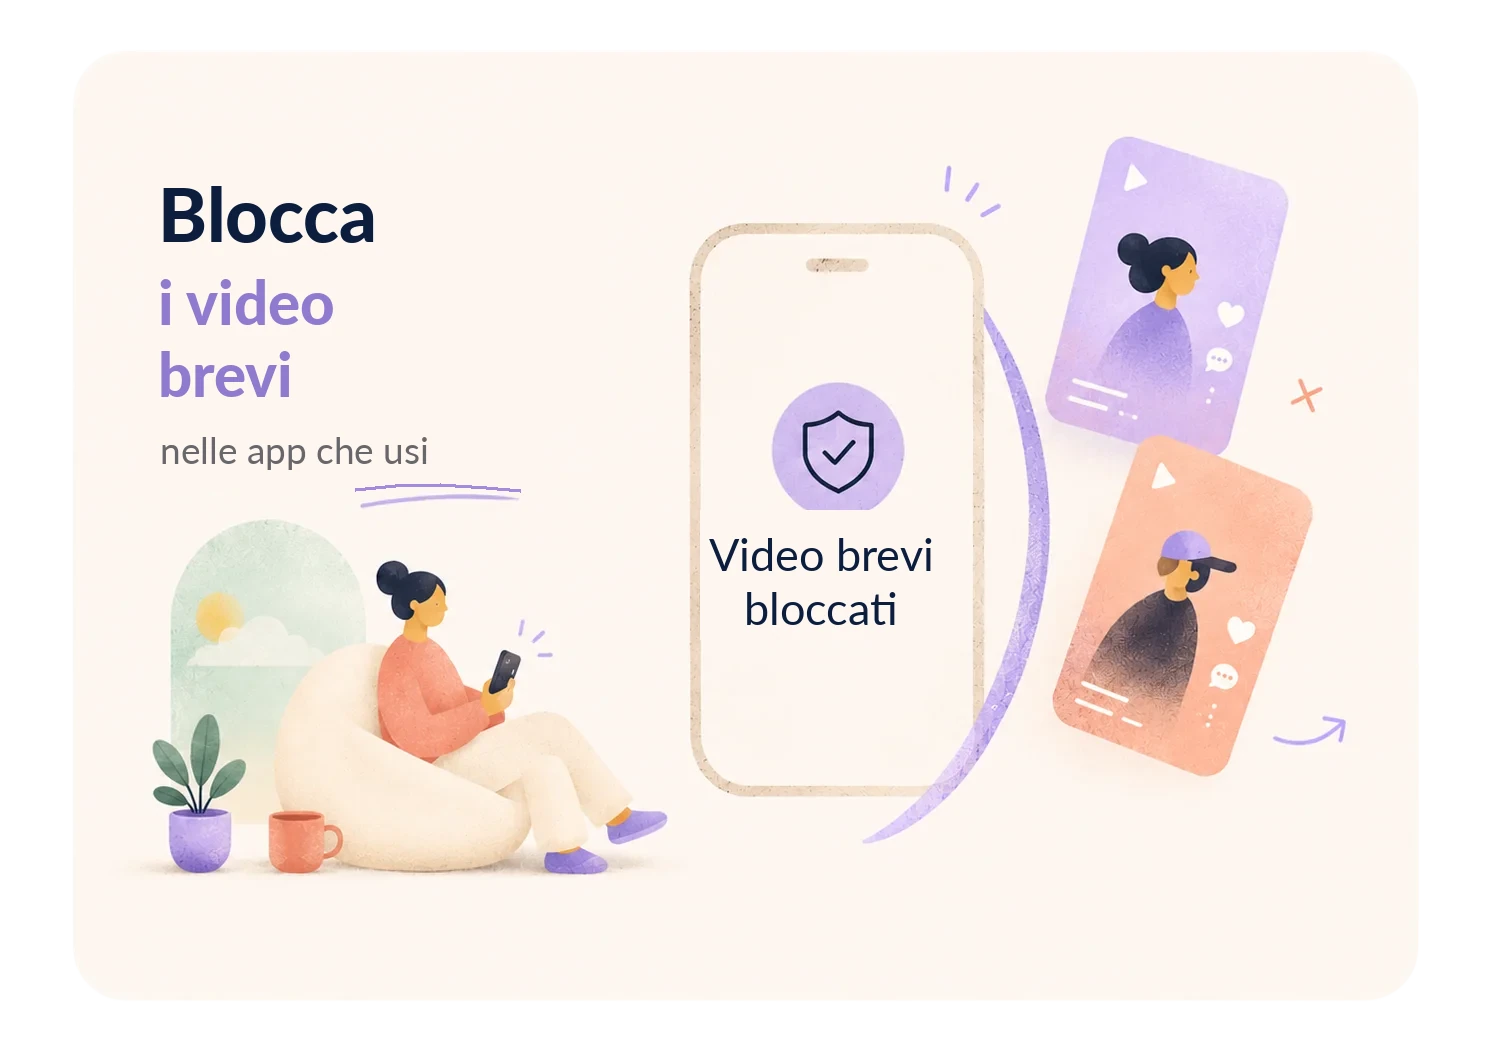 Blocca
i video
brevi
nelle app che usi
Video brevi
bloccati